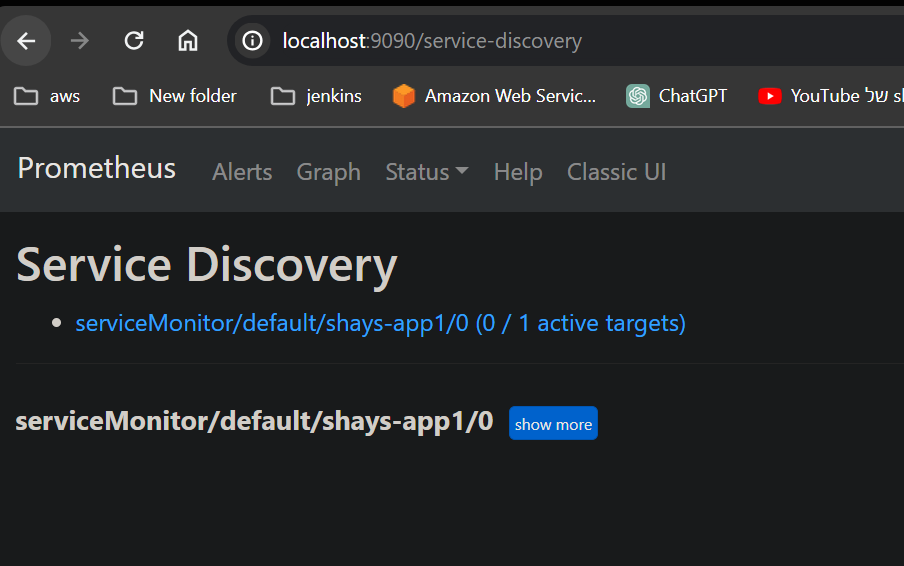 localhost:9090/service-discovery
aws New folder jenkins Amazon Web Servic... ChatGPT YouTube של
Prometheus Alerts Graph Status Help Classic UI
Service Discovery
serviceMonitor/default/shays-app1/0 (0 / 1 active targets)
serviceMonitor/default/shays-app1/0 show more